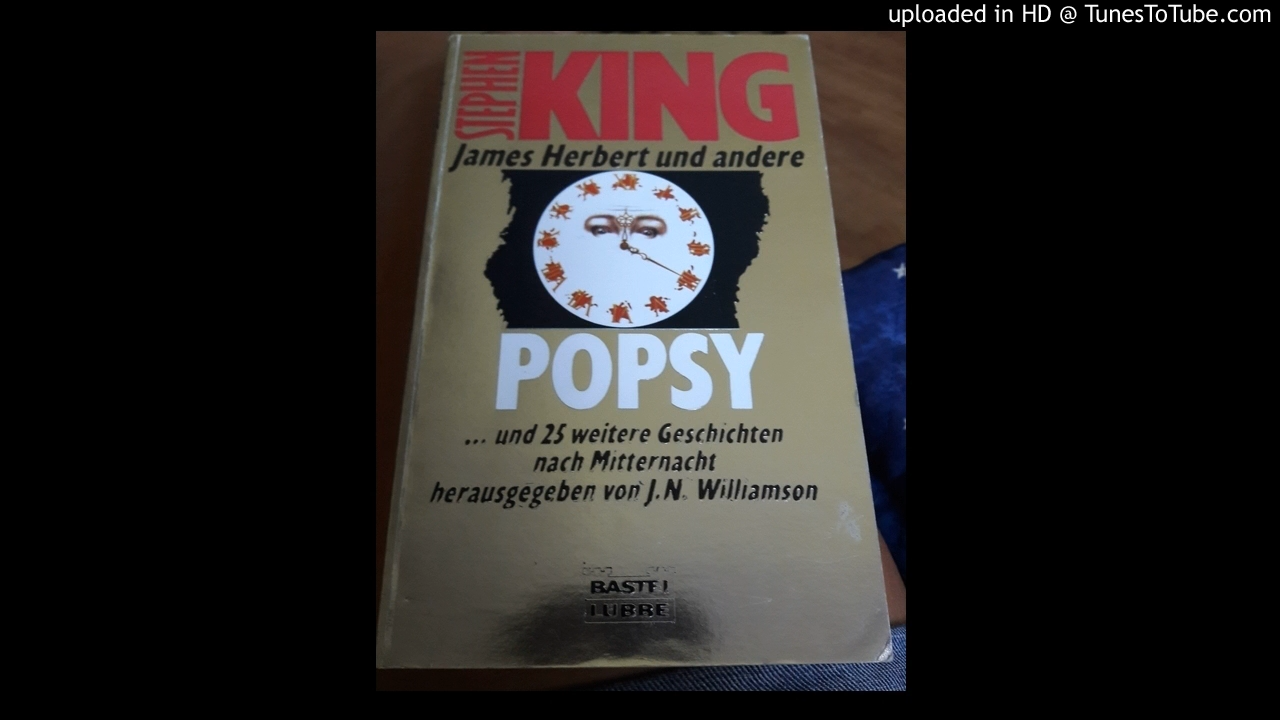 uploaded in HD @ TunesToTube.com
STEPHEN
KING
James Herbert und andere
POPSY
... und 25 weitere Geschichten
nach Mitternacht
herausgegeben von J.N. Williamson
BASTEI
LÜBBE